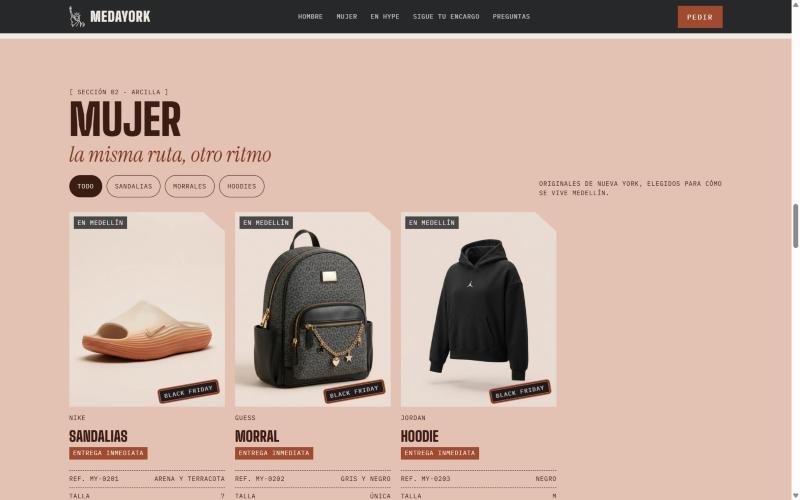 MEDAYORK
HOMBRE MUJER EN HYPE SIGUE TU ENCARGO PREGUNTAS
PEDIR
[ SECCIÓN 02 - ARCILLA ]
MUJER
la misma ruta, otro ritmo
TODO SANDALIAS MORRALES HOODIES
ORIGINALES DE NUEVA YORK, ELEGIDOS PARA CÓMO
SE VIVE MEDELLÍN.
EN MEDELLÍN
BLACK FRIDAY
NIKE
SANDALIAS
ENTREGA INMEDIATA
REF. MY-0201 ARENA Y TERRACOTA
TALLA 7
EN MEDELLÍN
BLACK FRIDAY
GUESS
MORRAL
ENTREGA INMEDIATA
REF. MY-0202 GRIS Y NEGRO
TALLA ÚNICA
EN MEDELLÍN
BLACK FRIDAY
JORDAN
HOODIE
ENTREGA INMEDIATA
REF. MY-0203 NEGRO
TALLA M